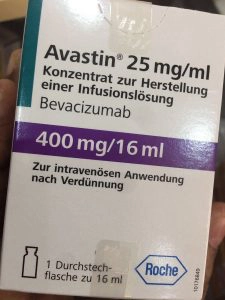 Avastin® 25 mg/ml
Konzentrat zur Herstellung
einer Infusionslösung
Bevacizumab
400 mg/16 ml
Zur intravenösen Anwendung
nach Verdünnung
1 Durchstech-
flasche zu 16 ml
Roche